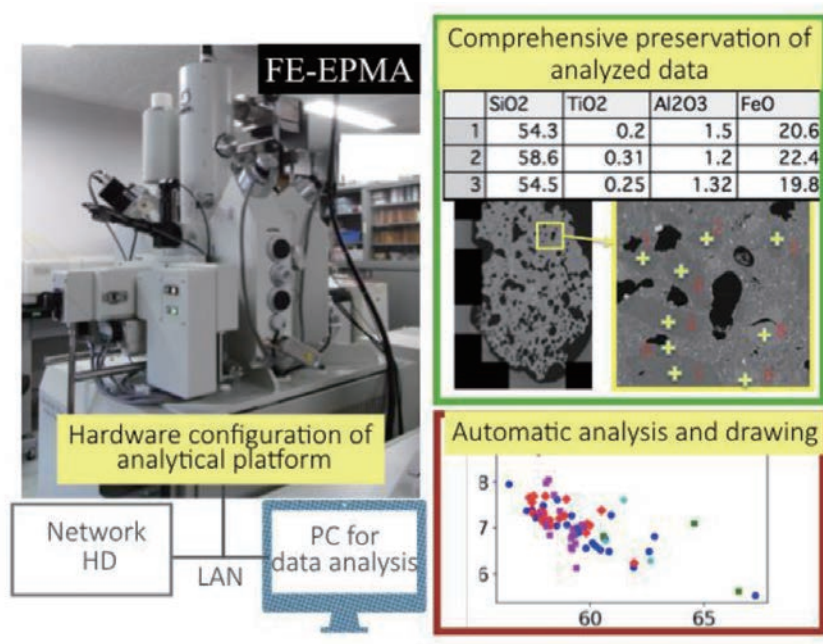 FE-EPMA
Hardware configuration of
analytical platform
Network
HD
LAN
PC for
data analysis
Comprehensive preservation of
analyzed data
SiO2 TiO2 Al2O3 FeO
1 54.3 0.2 1.5 20.6
2 58.6 0.31 1.2 22.4
3 54.5 0.25 1.32 19.8
Automatic analysis and drawing
8
7
6
60 65